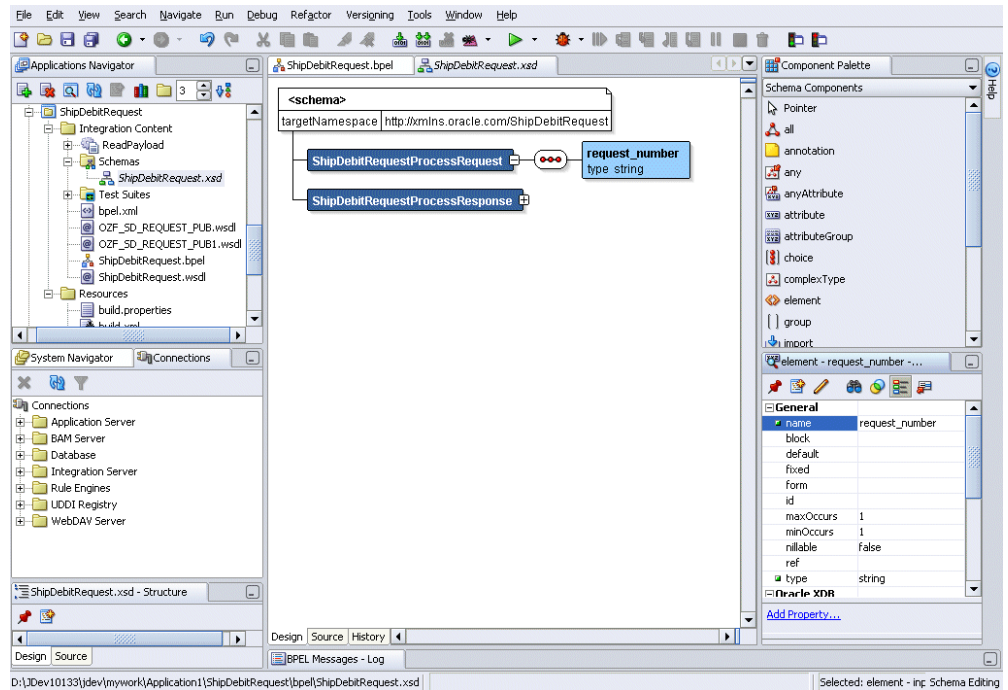 File Edit View Search Navigate Run Debug Refactor Versioning Tools Window Help
Applications Navigator
3
ShipDebitRequest
Integration Content
ReadPayload
Schemas
ShipDebitRequest.xsd
Test Suites
bpel.xml
OZF_SD_REQUEST_PUB.wsdl
OZF_SD_REQUEST_PUB1.wsdl
ShipDebitRequest.bpel
ShipDebitRequest.wsdl
Resources
build.properties
build.xml
System Navigator Connections
Connections
Application Server
BAM Server
Database
Integration Server
Rule Engines
UDDI Registry
WebDAV Server
ShipDebitRequest.xsd - Structure
Design Source
ShipDebitRequest.bpel ShipDebitRequest.xsd
<schema>
targetNamespace http://xmlns.oracle.com/ShipDebitRequest
ShipDebitRequestProcessRequest
request_number
type string
ShipDebitRequestProcessResponse
Design Source History
BPEL Messages - Log
Component Palette
Help
Schema Components
Pointer
all
annotation
any
anyAttribute
attribute
attributeGroup
choice
complexType
element
group
import
element - request_number -...
General
name request_number
block
default
fixed
form
id
maxOccurs 1
minOccurs 1
nillable false
ref
type string
Oracle XDB
Add Property...
D:\JDev10133\jdev\mywork\Application1\ShipDebitRequest\bpel\ShipDebitRequest.xsd
Selected: element - inp Schema Editing